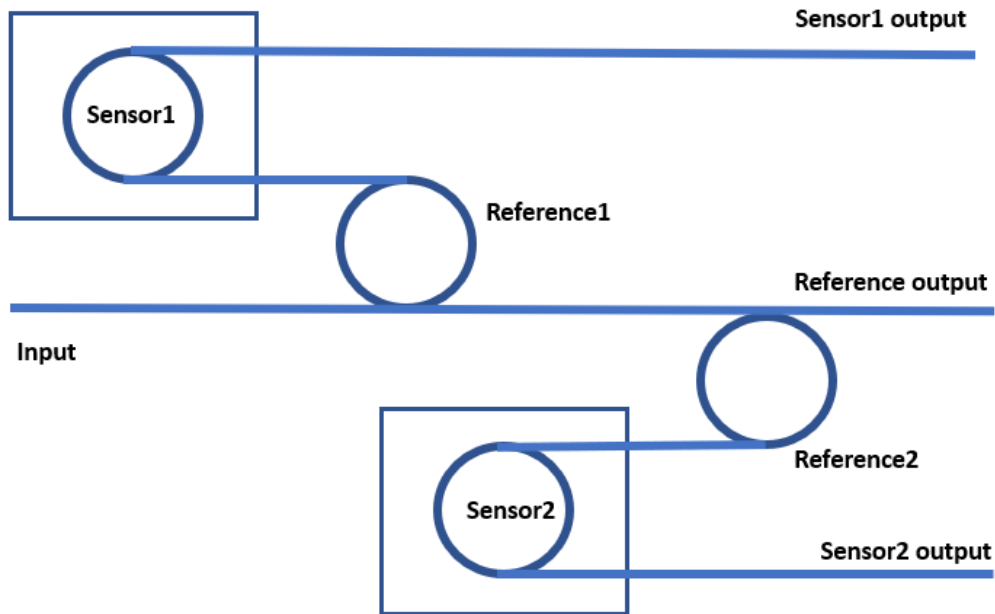 Sensor1 output
Sensor1
Reference1
Reference output
Input
Reference2
Sensor2
Sensor2 output